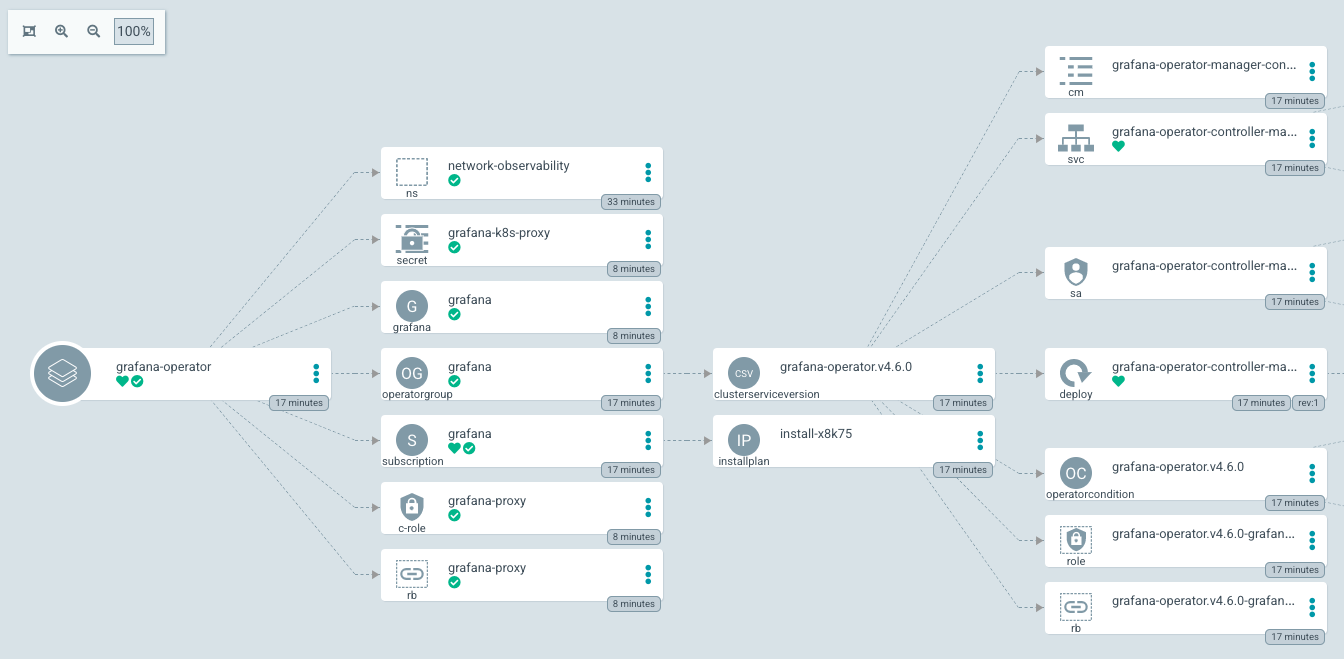 100%
grafana-operator
17 minutes
network-observability
ns
33 minutes
grafana-k8s-proxy
secret
8 minutes
G
grafana
grafana
8 minutes
OG
grafana
operatorgroup
17 minutes
S
grafana
subscription
17 minutes
grafana-proxy
c-role
8 minutes
grafana-proxy
rb
8 minutes
CSV
grafana-operator.v4.6.0
clusterserviceversion
17 minutes
IP
install-x8k75
installplan
17 minutes
grafana-operator-manager-con...
cm
17 minutes
grafana-operator-controller-ma...
svc
17 minutes
grafana-operator-controller-ma...
sa
17 minutes
grafana-operator-controller-ma...
deploy
17 minutes rev:1
OC
grafana-operator.v4.6.0
operatorcondition
17 minutes
grafana-operator.v4.6.0-grafan...
role
17 minutes
grafana-operator.v4.6.0-grafan...
rb
17 minutes